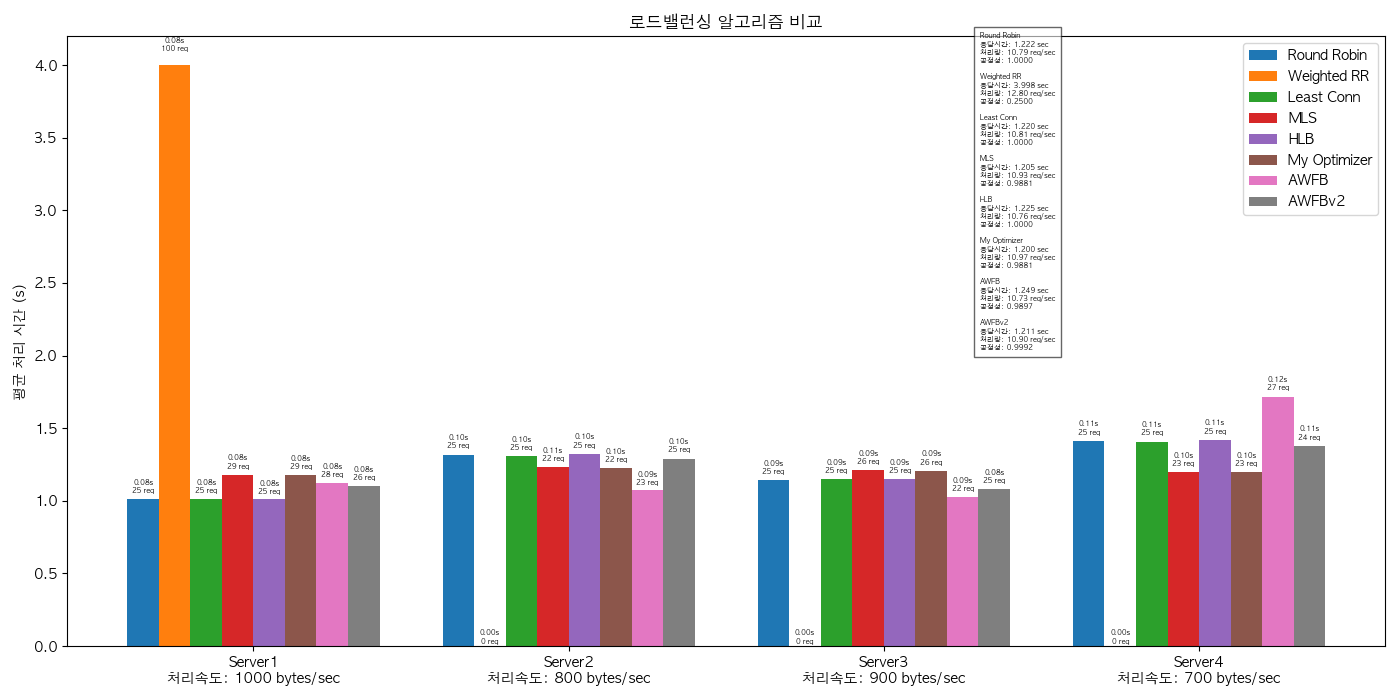 로드밸런싱 알고리즘 비교
평균 처리 시간 (s)
4.0
3.5
3.0
2.5
2.0
1.5
1.0
0.5
0.0
0.08s
25 req
0.08s
100 req
0.08s
25 req
0.08s
29 req
0.08s
25 req
0.08s
29 req
0.08s
28 req
0.08s
26 req
0.10s
25 req
0.00s
0 req
0.10s
25 req
0.11s
22 req
0.10s
25 req
0.10s
22 req
0.09s
23 req
0.10s
25 req
0.09s
25 req
0.00s
0 req
0.09s
25 req
0.09s
26 req
0.09s
25 req
0.09s
26 req
0.09s
22 req
0.08s
25 req
0.11s
25 req
0.00s
0 req
0.11s
25 req
0.10s
23 req
0.11s
25 req
0.10s
23 req
0.12s
27 req
0.11s
24 req
Round Robin
응답시간: 1.222 sec
처리량: 10.79 req/sec
공정성: 1.0000
Weighted RR
응답시간: 3.998 sec
처리량: 12.80 req/sec
공정성: 0.2500
Least Conn
응답시간: 1.220 sec
처리량: 10.81 req/sec
공정성: 1.0000
MLS
응답시간: 1.205 sec
처리량: 10.93 req/sec
공정성: 0.9881
HLB
응답시간: 1.225 sec
처리량: 10.76 req/sec
공정성: 1.0000
My Optimizer
응답시간: 1.200 sec
처리량: 10.97 req/sec
공정성: 0.9881
AWFB
응답시간: 1.249 sec
처리량: 10.73 req/sec
공정성: 0.9897
AWFBv2
응답시간: 1.211 sec
처리량: 10.90 req/sec
공정성: 0.9992
Round Robin
Weighted RR
Least Conn
MLS
HLB
My Optimizer
AWFB
AWFBv2
Server1
처리속도: 1000 bytes/sec
Server2
처리속도: 800 bytes/sec
Server3
처리속도: 900 bytes/sec
Server4
처리속도: 700 bytes/sec